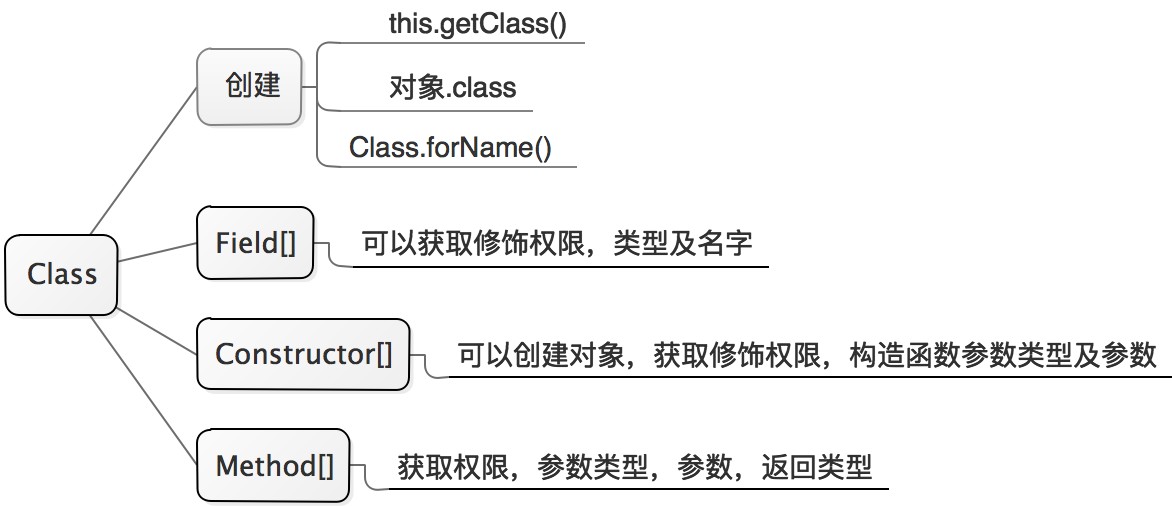 this.getClass()
创建
对象.class
Class.forName()
Field[]
可以获取修饰权限，类型及名字
Class
Constructor[]
可以创建对象，获取修饰权限，构造函数参数类型及参数
Method[]
获取权限，参数类型，参数，返回类型